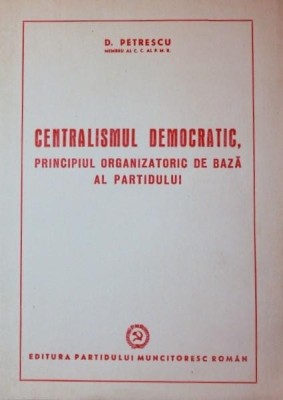 D. PETRESCU
MEMBRU AL C. C. AL P. M. R.
CENTRALISMUL DEMOCRATIC,
PRINCIPIUL ORGANIZATORIC DE BAZĂ
AL PARTIDULUI
EDITURA PARTIDULUI MUNCITORESC ROMÂN